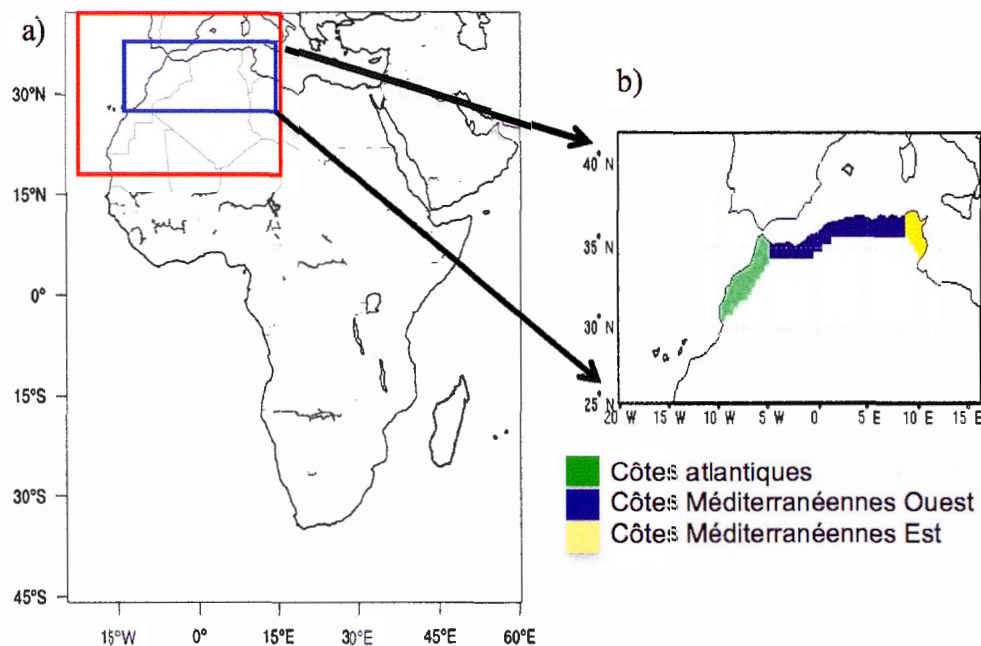 a)
30°N
15°N
0°
15°S
30°S
45°S
15°W 0° 15°E 30°E 45°E 60°E
b)
40° N
35° N
30° N
25° N
20 W 10 W 5 W 0 5 E 10 E 15 E
Côtes atlantiques
Côtes Méditerranéennes Ouest
Côtes Méditerranéennes Est